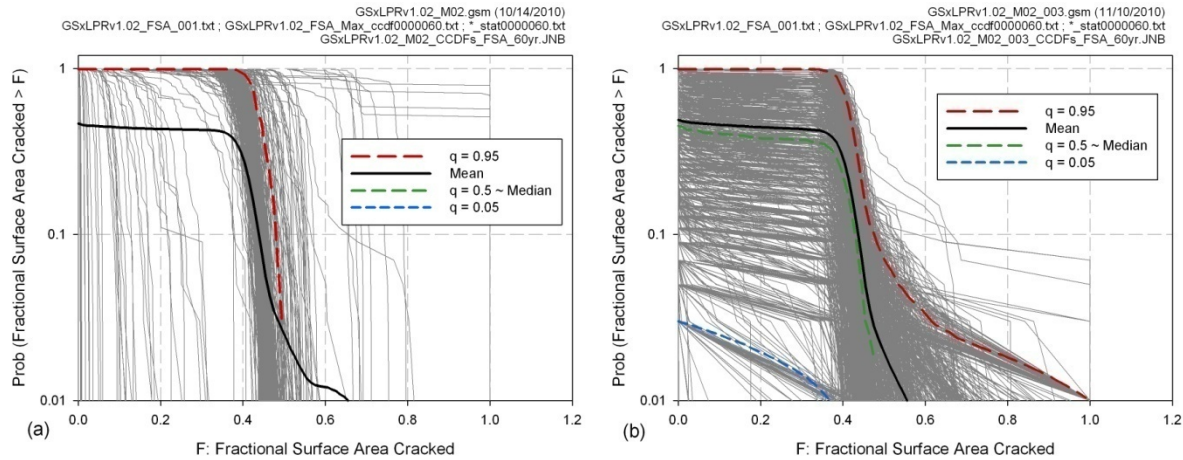 GSxLPRv1.02_M02.gsm (10/14/2010)
GSxLPRv1.02_FSA_001.txt ; GSxLPRv1.02_FSA_Max_ccdf0000060.txt ; *_stat0000060.txt
GSxLPRv1.02_M02_CCDFs_FSA_60yr.JNB
Prob (Fractional Surface Area Cracked > F)
1
0.1
0.01
q = 0.95
Mean
q = 0.5 ~ Median
q = 0.05
0.0 0.2 0.4 0.6 0.8 1.0 1.2
(a)
F: Fractional Surface Area Cracked
GSxLPRv1.02_M02_003.gsm (11/10/2010)
GSxLPRv1.02_FSA_001.txt ; GSxLPRv1.02_FSA_Max_ccdf0000060.txt ; *_stat0000060.txt
GSxLPRv1.02_M02_003_CCDFs_FSA_60yr.JNB
Prob (Fractional Surface Area Cracked > F)
1
0.1
0.01
q = 0.95
Mean
q = 0.5 ~ Median
q = 0.05
0.0 0.2 0.4 0.6 0.8 1.0 1.2
(b)
F: Fractional Surface Area Cracked